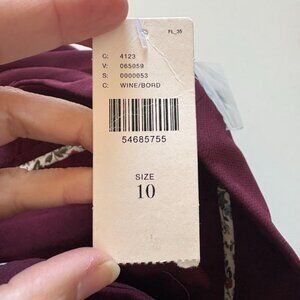 FL_35
C: 4123
V: 065059
S: 0000053
C: WINE/BORD
54685755
SIZE
10